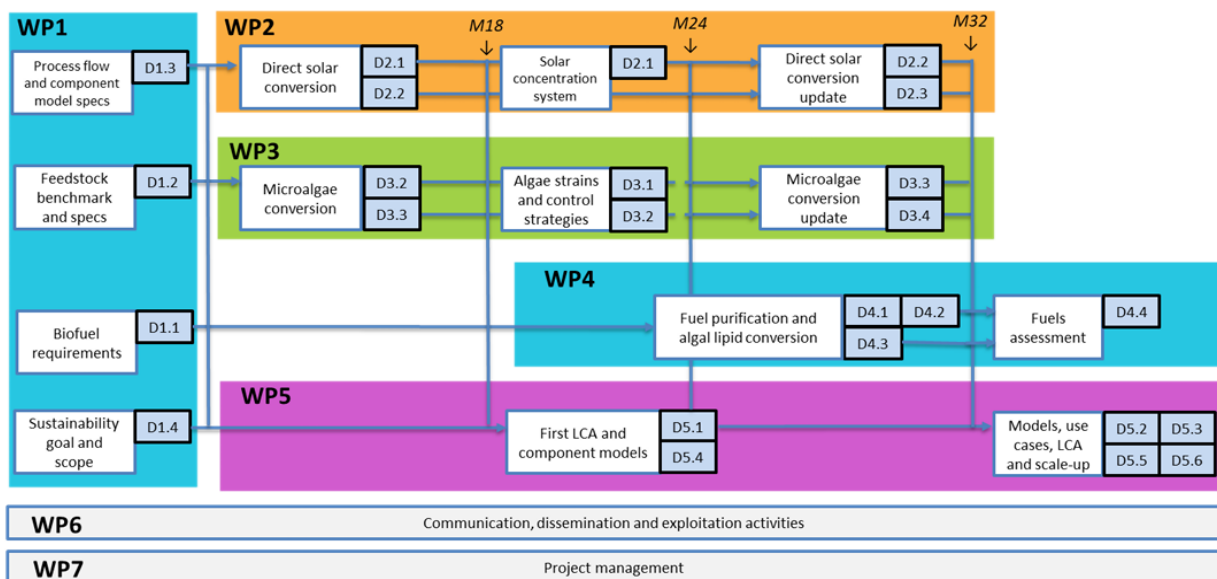 WP1
Process flow
and component
model specs
D1.3
Feedstock
benchmark
and specs
D1.2
Biofuel
requirements
D1.1
Sustainability
goal and
scope
D1.4
WP2
M18
M24
M32
Direct solar
conversion
D2.1
D2.2
Solar
concentration
system
D2.1
Direct solar
conversion
update
D2.2
D2.3
WP3
Microalgae
conversion
D3.2
D3.3
Algae strains
and control
strategies
D3.1
D3.2
Microalgae
conversion
update
D3.3
D3.4
WP4
Fuel purification and
algal lipid conversion
D4.1
D4.2
D4.3
Fuels
assessment
D4.4
WP5
First LCA and
component models
D5.1
D5.4
Models, use
cases, LCA
and scale-up
D5.2
D5.3
D5.5
D5.6
WP6
Communication, dissemination and exploitation activities
WP7
Project management